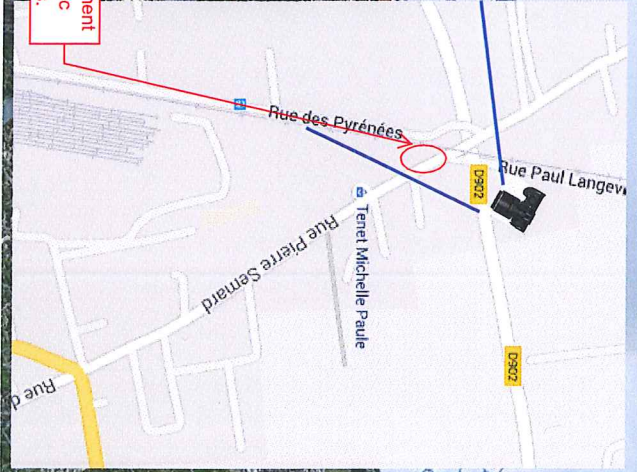 ment
c
.
Rue des Pyrénées
D902
Rue Paul Langev
Tenet Michelle Paule
Rue Pierre Semard
D902
Rue d